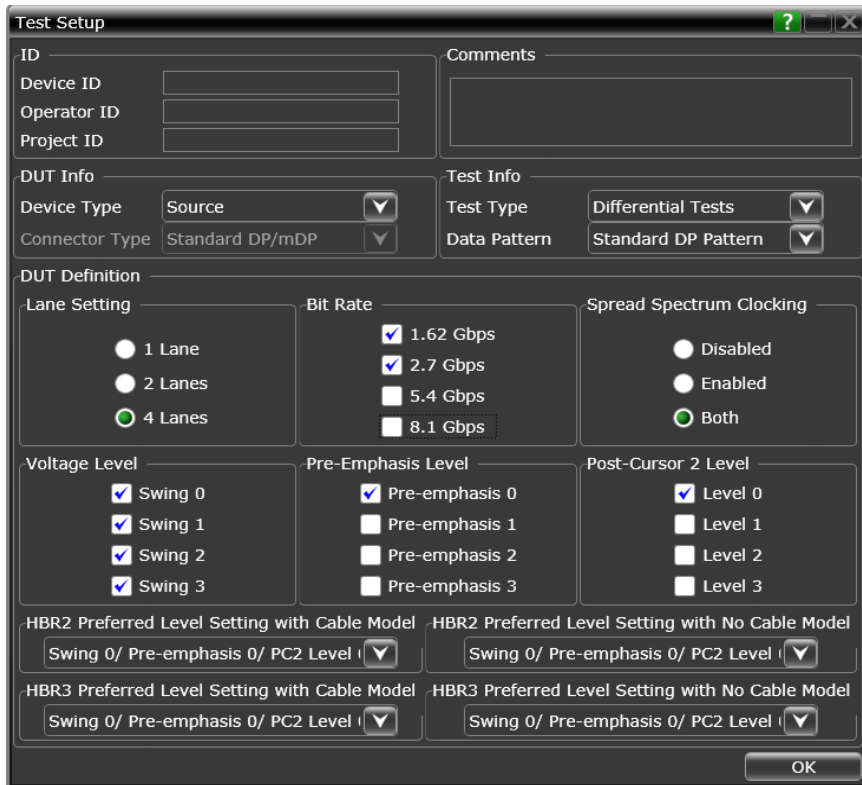 Test Setup
?
X
ID
Device ID
Operator ID
Project ID
Comments
DUT Info
Device Type Source
Connector Type Standard DP/mDP
Test Info
Test Type Differential Tests
Data Pattern Standard DP Pattern
DUT Definition
Lane Setting
1 Lane
2 Lanes
4 Lanes
Bit Rate
1.62 Gbps
2.7 Gbps
5.4 Gbps
8.1 Gbps
Spread Spectrum Clocking
Disabled
Enabled
Both
Voltage Level
Swing 0
Swing 1
Swing 2
Swing 3
Pre-Emphasis Level
Pre-emphasis 0
Pre-emphasis 1
Pre-emphasis 2
Pre-emphasis 3
Post-Cursor 2 Level
Level 0
Level 1
Level 2
Level 3
HBR2 Preferred Level Setting with Cable Model
Swing 0/ Pre-emphasis 0/ PC2 Level
HBR2 Preferred Level Setting with No Cable Model
Swing 0/ Pre-emphasis 0/ PC2 Level
HBR3 Preferred Level Setting with Cable Model
Swing 0/ Pre-emphasis 0/ PC2 Level
HBR3 Preferred Level Setting with No Cable Model
Swing 0/ Pre-emphasis 0/ PC2 Level
OK